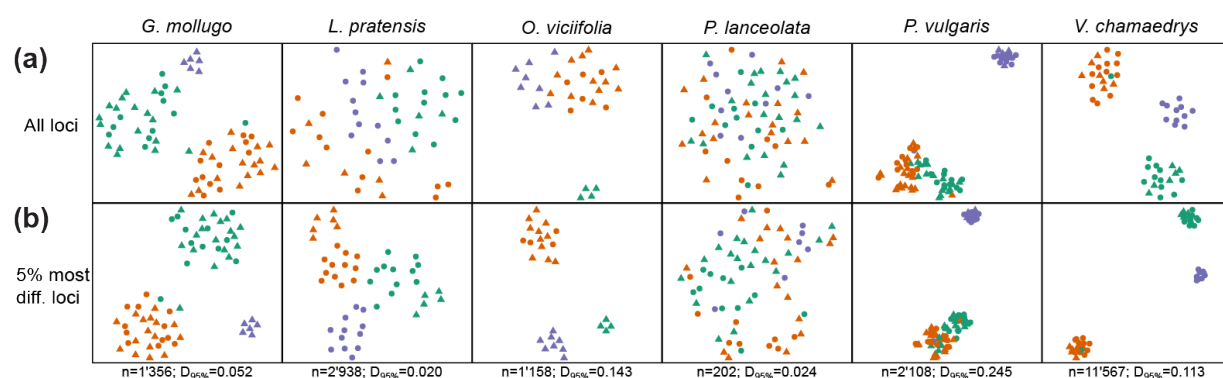 G. mollugo L. pratensis O. viciifolia P. lanceolata P. vulgaris V. chamaedrys
(a)
All loci
(b)
5% most
diff. loci
n=1'356; D95%=0.052 n=2'938; D95%=0.020 n=1'158; D95%=0.143 n=202; D95%=0.024 n=2'108; D95%=0.245 n=11'567; D95%=0.113